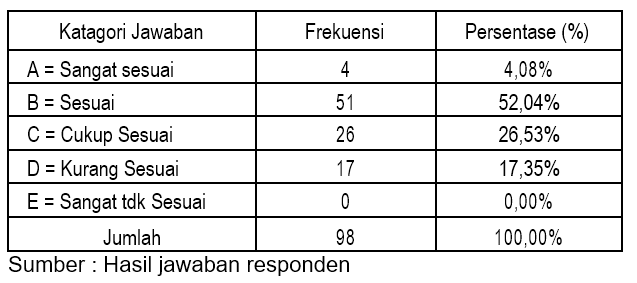 Katagori Jawaban Frekuensi Persentase (%)
A = Sangat sesuai 4 4,08%
B = Sesuai 51 52,04%
C = Cukup Sesuai 26 26,53%
D = Kurang Sesuai 17 17,35%
E = Sangat tdk Sesuai 0 0,00%
Jumlah 98 100,00%
Sumber : Hasil jawaban responden